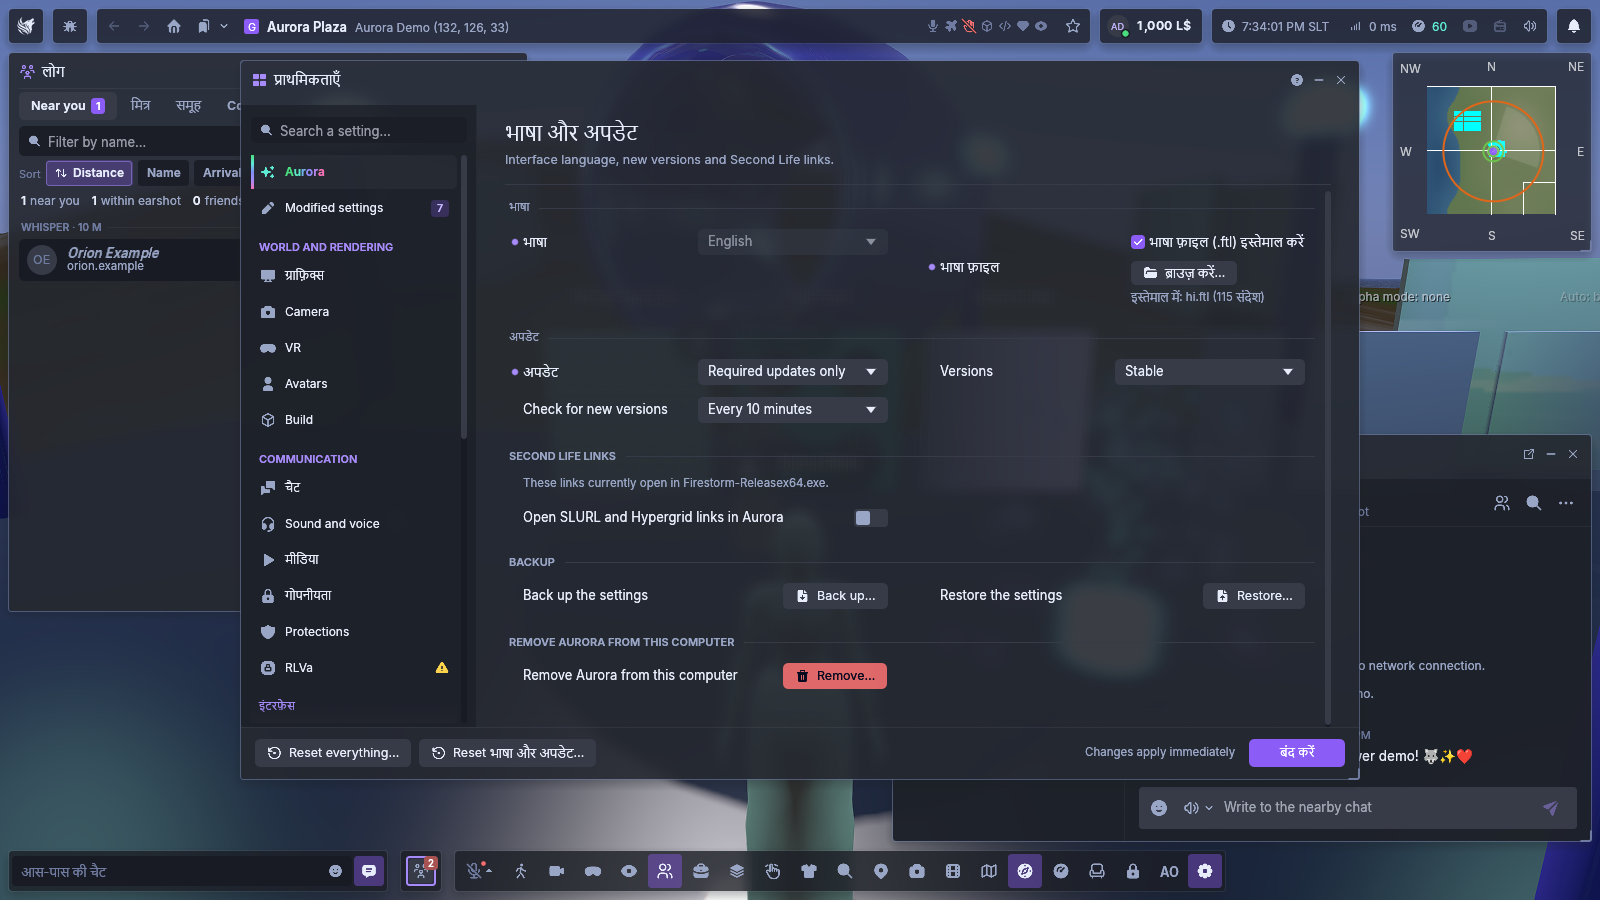 G Aurora Plaza Aurora Demo (132, 126, 33)
AD 1,000 L$
7:34:01 PM SLT 0 ms 60
लोग
Near you 1 मित्र समूह
Filter by name...
Sort Distance Name
1 near you 1 within earshot
WHISPER · 10 M
OE Orion Example
orion.example
प्राथमिकताएँ
Search a setting...
Aurora
Modified settings 7
WORLD AND RENDERING
ग्राफ़िक्स
Camera
VR
Avatars
Build
COMMUNICATION
चैट
Sound and voice
मीडिया
गोपनीयता
Protections
RLVa
इंटरफ़ेस
भाषा और अपडेट
Interface language, new versions and Second Life links.
भाषा
भाषा English
भाषा फ़ाइल
भाषा फ़ाइल (.ftl) इस्तेमाल करें
ब्राउज़ करें...
इस्तेमाल में: hi.ftl (115 संदेश)
अपडेट
अपडेट Required updates only Versions Stable
Check for new versions Every 10 minutes
SECOND LIFE LINKS
These links currently open in Firestorm-Releasex64.exe.
Open SLURL and Hypergrid links in Aurora
BACKUP
Back up the settings Back up... Restore the settings Restore...
REMOVE AURORA FROM THIS COMPUTER
Remove Aurora from this computer Remove...
Reset everything... Reset भाषा और अपडेट... Changes apply immediately बंद करें
NW N NE
W E
SW S SE
mode: none Auto:
network connection.
demo! 🐺✨❤️
Write to the nearby chat
आस-पास की चैट
2
AO